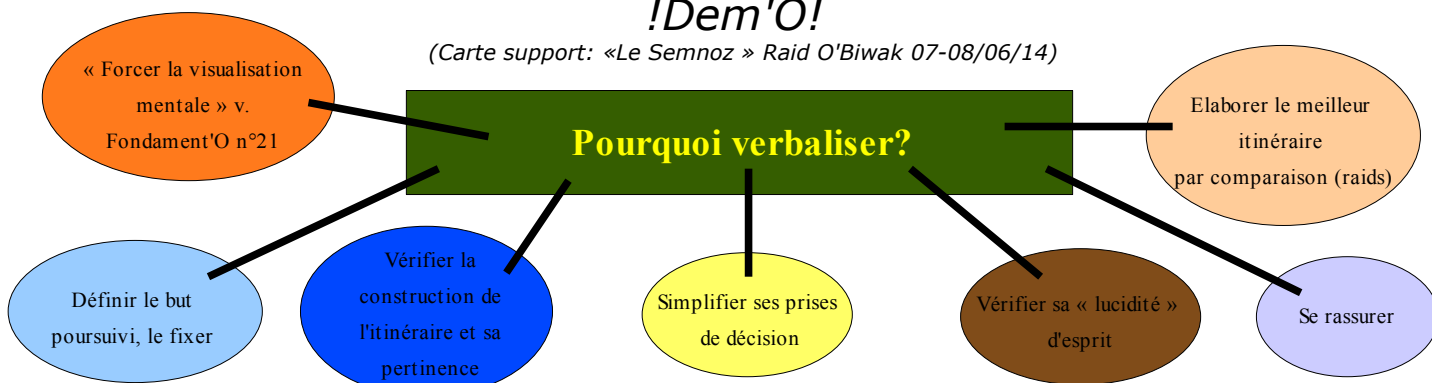 !Dem'O!
(Carte support: «Le Semnoz » Raid O'Biwak 07-08/06/14)
« Forcer la visualisation
mentale » v.
Fondament'O n°21
Pourquoi verbaliser?
Elaborer le meilleur
itinéraire
par comparaison (raids)
Définir le but
poursuivi, le fixer
Vérifier la
construction de
l'itinéraire et sa
pertinence
Simplifier ses prises
de décision
Vérifier sa « lucidité »
d'esprit
Se rassurer